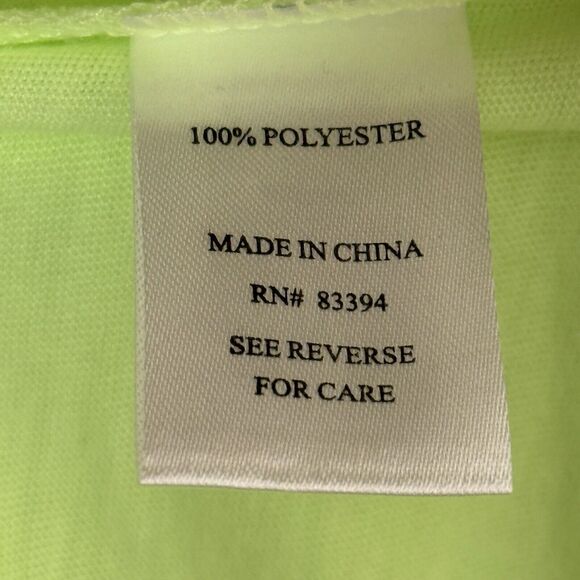 100% POLYESTER
MADE IN CHINA
RN# 83394
SEE REVERSE
FOR CARE